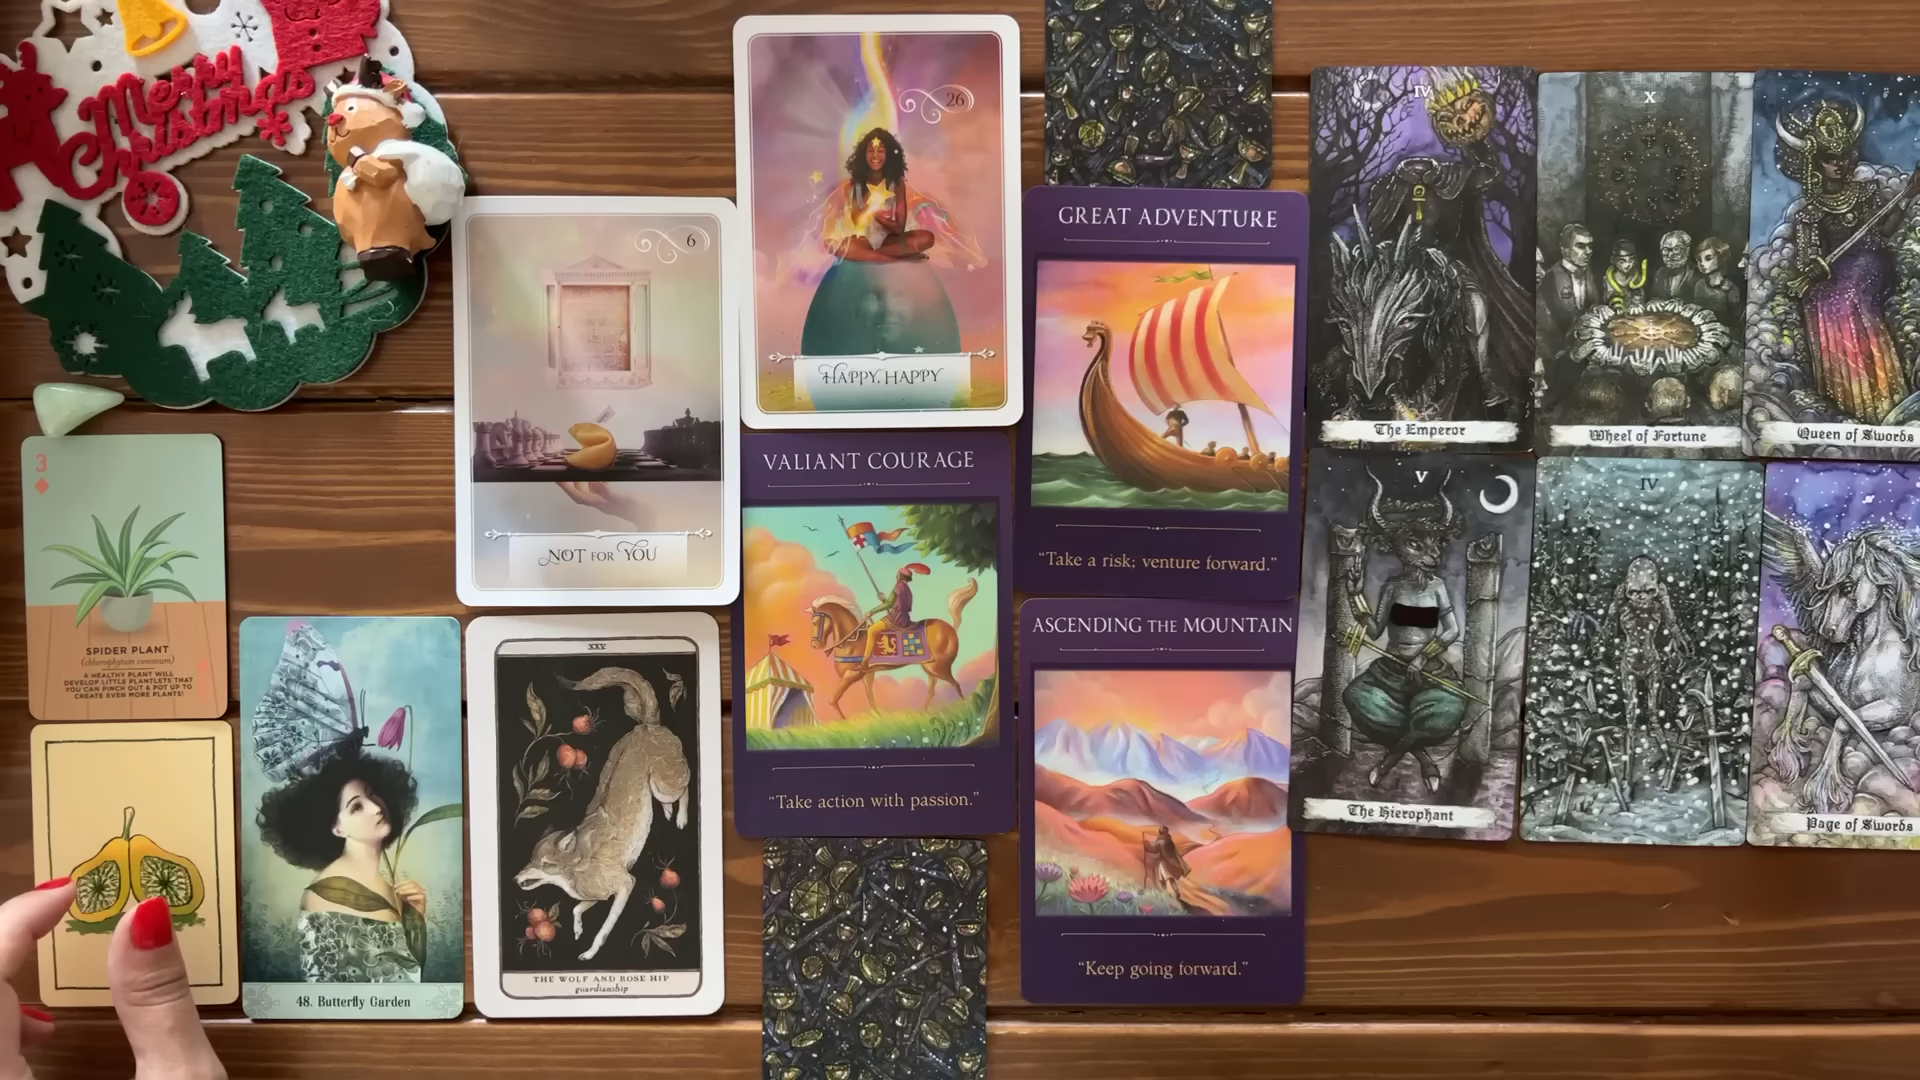 Merry
Christmas
3
SPIDER PLANT
(chlorophytum comosum)
A HEALTHY PLANT WILL
DEVELOP LITTLE PLANTLETS THAT
YOU CAN PINCH OUT & POT UP TO
CREATE EVEN MORE PLANTS!
48. Butterfly Garden
6
NOT FOR YOU
XXV
THE WOLF AND ROSE HIP
guardianship
26
HAPPY, HAPPY
VALIANT COURAGE
“Take action with passion.”
GREAT ADVENTURE
“Take a risk; venture forward.”
ASCENDING THE MOUNTAIN
“Keep going forward.”
IV
The Emperor
X
Wheel of Fortune
Queen of Swords
V
The Hierophant
IV
Page of Swords